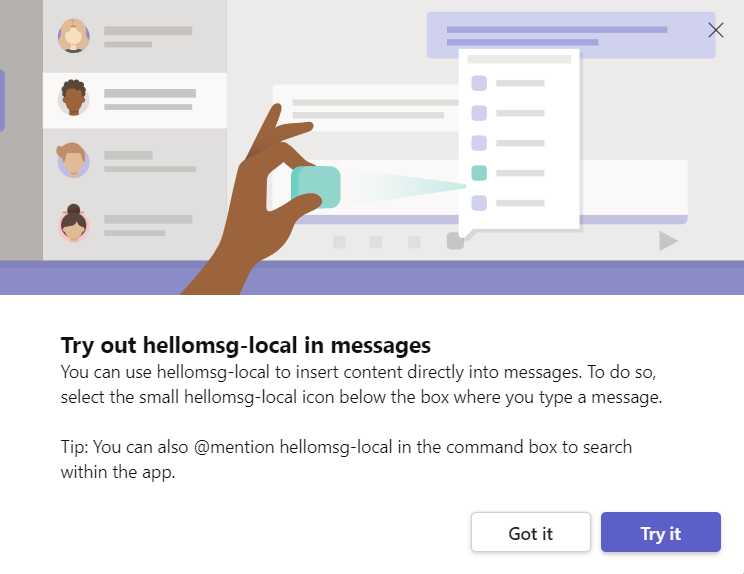 Try out hellomsg-local in messages
You can use hellomsg-local to insert content directly into messages. To do so,
select the small hellomsg-local icon below the box where you type a message.
Tip: You can also @mention hellomsg-local in the command box to search
within the app.
Got it
Try it